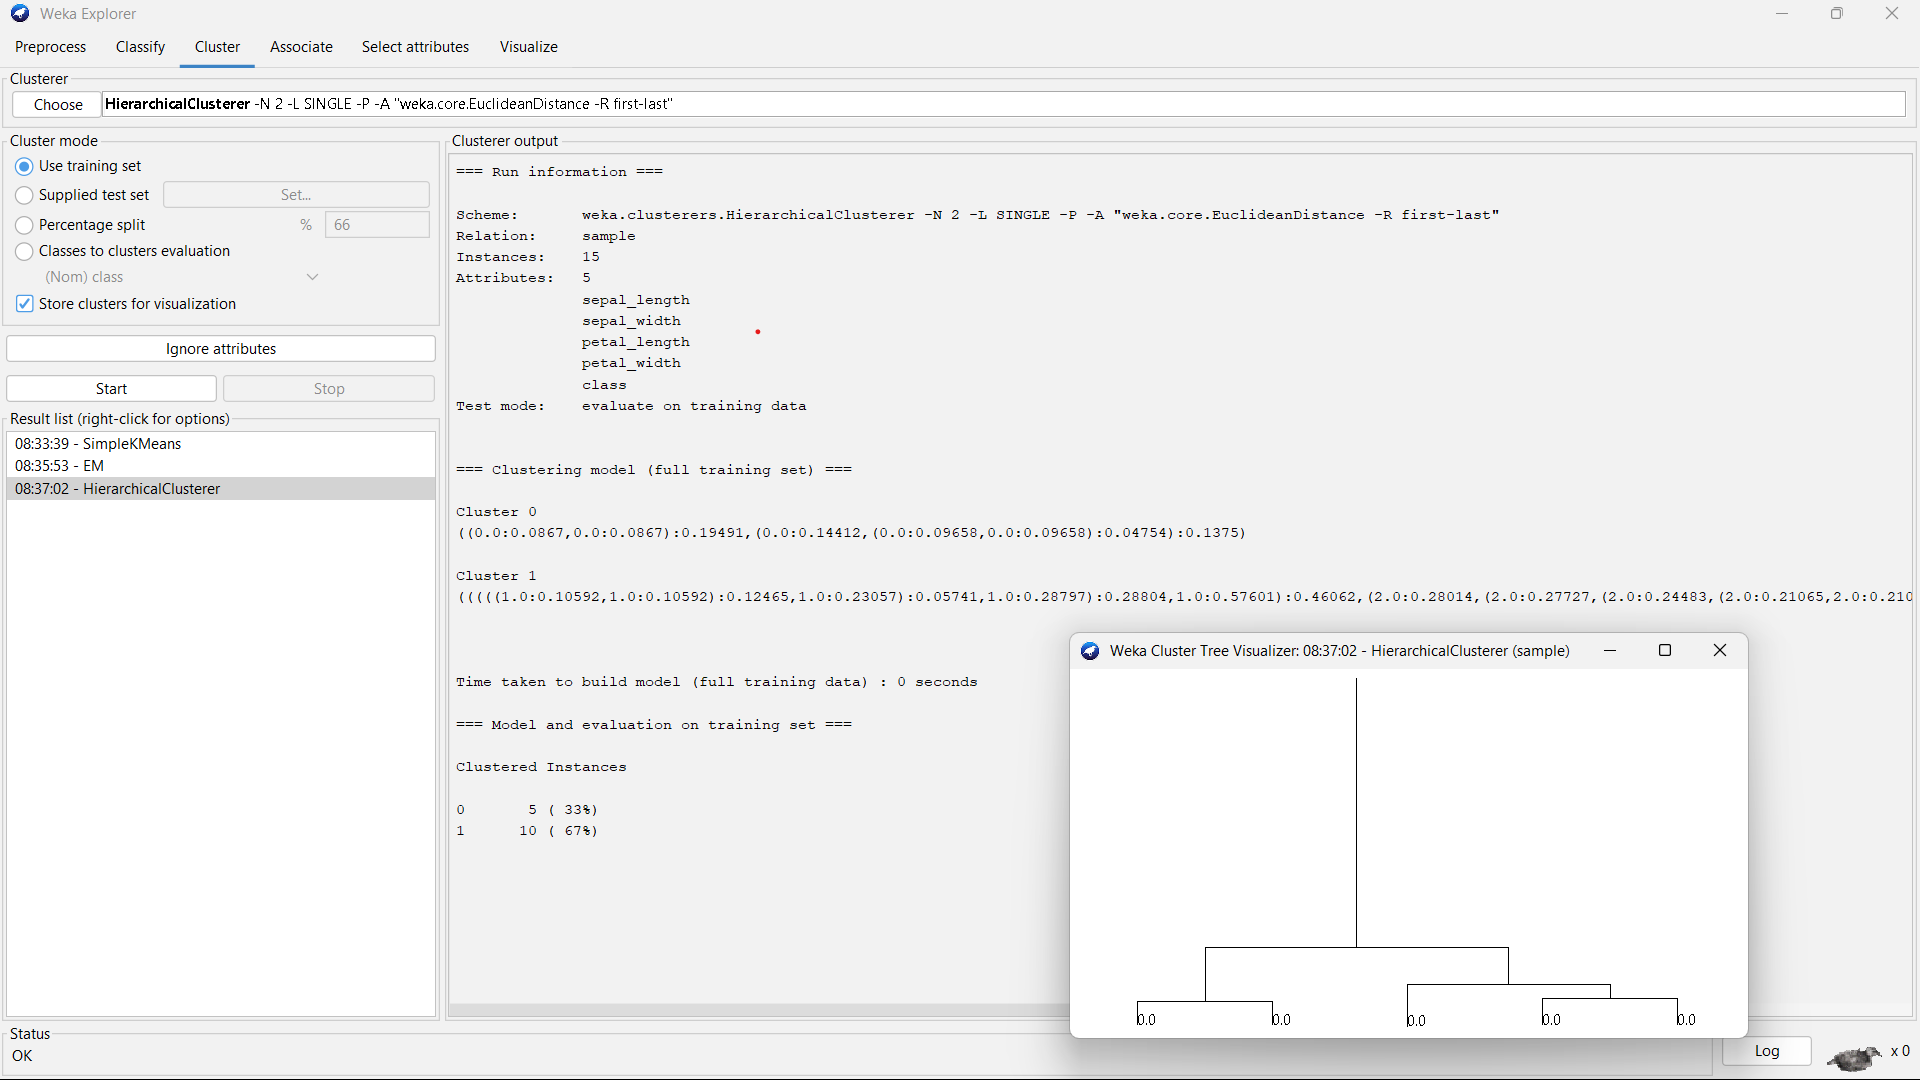 Weka Explorer
Preprocess Classify Cluster Associate Select attributes Visualize
Clusterer
Choose HierarchicalClusterer -N 2 -L SINGLE -P -A "weka.core.EuclideanDistance -R first-last"
Cluster mode
Use training set
Supplied test set Set...
Percentage split % 66
Classes to clusters evaluation
(Nom) class
Store clusters for visualization
Ignore attributes
Start Stop
Result list (right-click for options)
08:33:39 - SimpleKMeans
08:35:53 - EM
08:37:02 - HierarchicalClusterer
Clusterer output
=== Run information ===
Scheme: weka.clusterers.HierarchicalClusterer -N 2 -L SINGLE -P -A "weka.core.EuclideanDistance -R first-last"
Relation: sample
Instances: 15
Attributes: 5
sepal_length
sepal_width
petal_length
petal_width
class
Test mode: evaluate on training data
=== Clustering model (full training set) ===
Cluster 0
((0.0:0.0867,0.0:0.0867):0.19491,(0.0:0.14412,(0.0:0.09658,0.0:0.09658):0.04754):0.1375)
Cluster 1
(((((1.0:0.10592,1.0:0.10592):0.12465,1.0:0.23057):0.05741,1.0:0.28797):0.28804,1.0:0.57601):0.46062,(2.0:0.28014,(2.0:0.27727,(2.0:0.24483,(2.0:0.21065,2.0:0.210
Time taken to build model (full training data) : 0 seconds
=== Model and evaluation on training set ===
Clustered Instances
0 5 ( 33%)
1 10 ( 67%)
Weka Cluster Tree Visualizer: 08:37:02 - HierarchicalClusterer (sample)
0.0 0.0 0.0 0.0 0.0
Status
OK
Log x 0